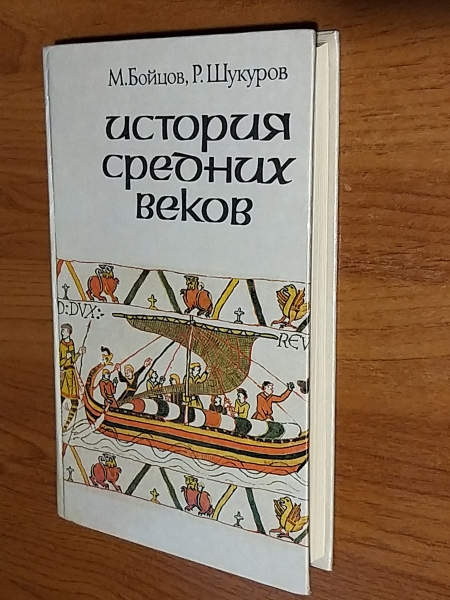 М. Бойцов, Р. Шукуров
история
средних
веков
D: DVX:
REV